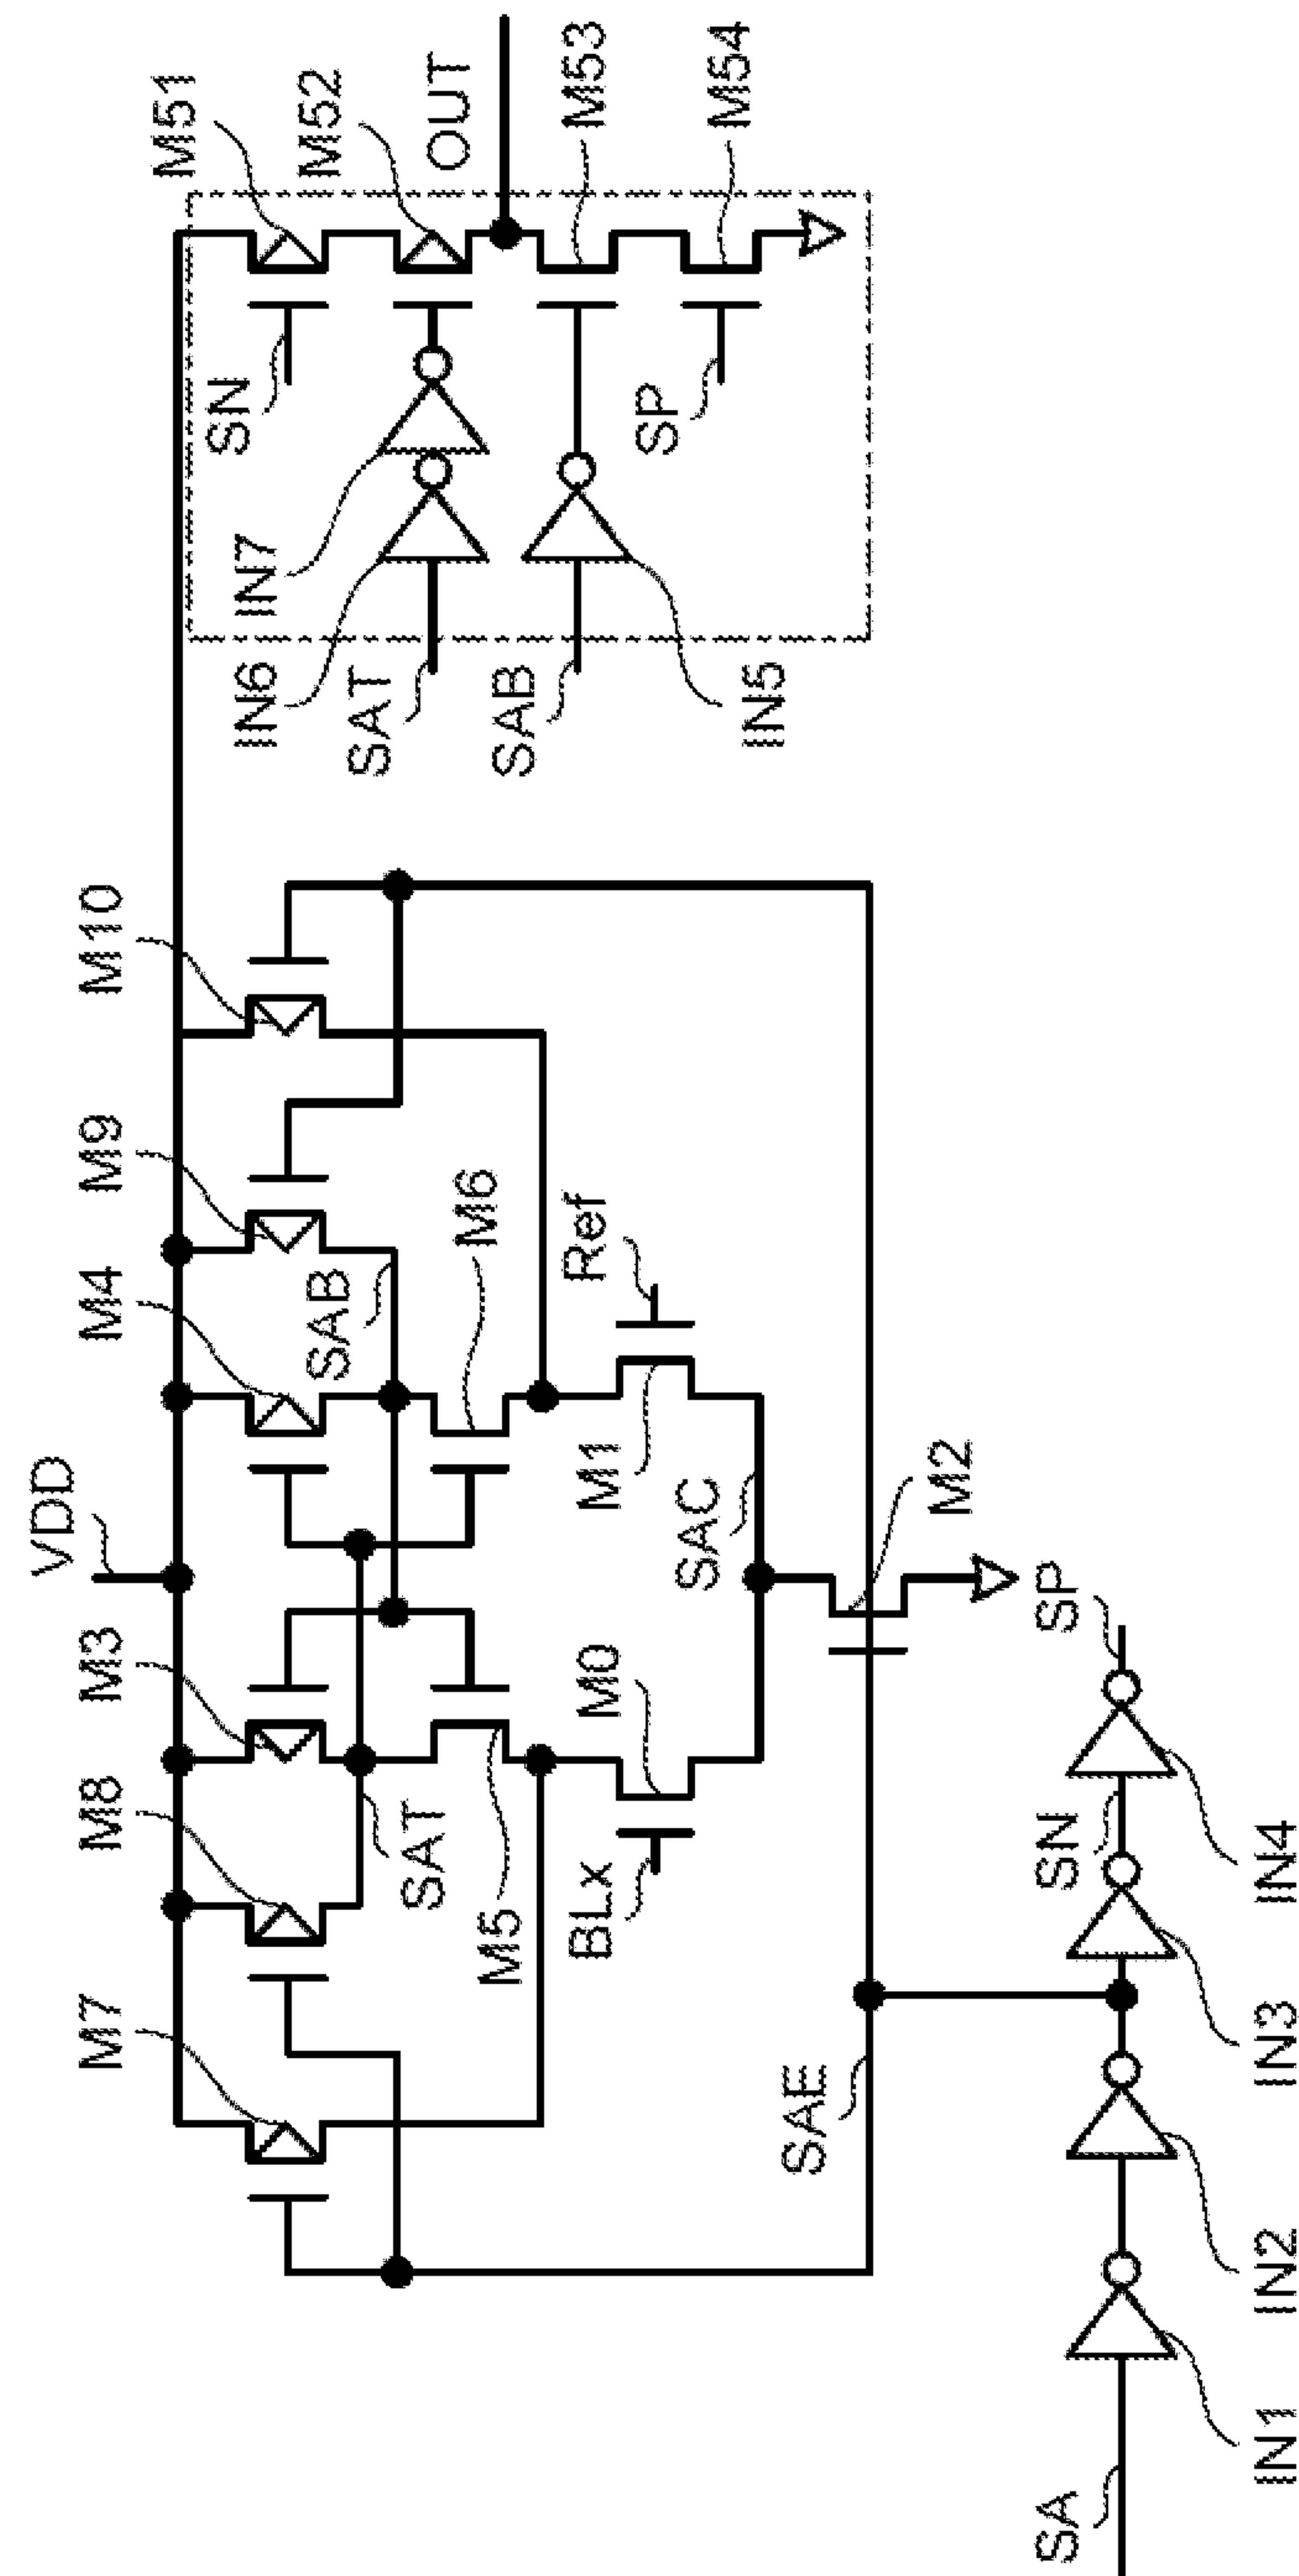 VDD
M7
M8
M3
M4
M9
M10
M51
M52
OUT
M53
M54
SN
IN7
IN6
SAT
SAB
IN5
SP
SAT
SAB
M5
M6
BLx
M0
M1
Ref
SAC
M2
SAE
SA
IN1
IN2
IN3
SN
IN4
SP